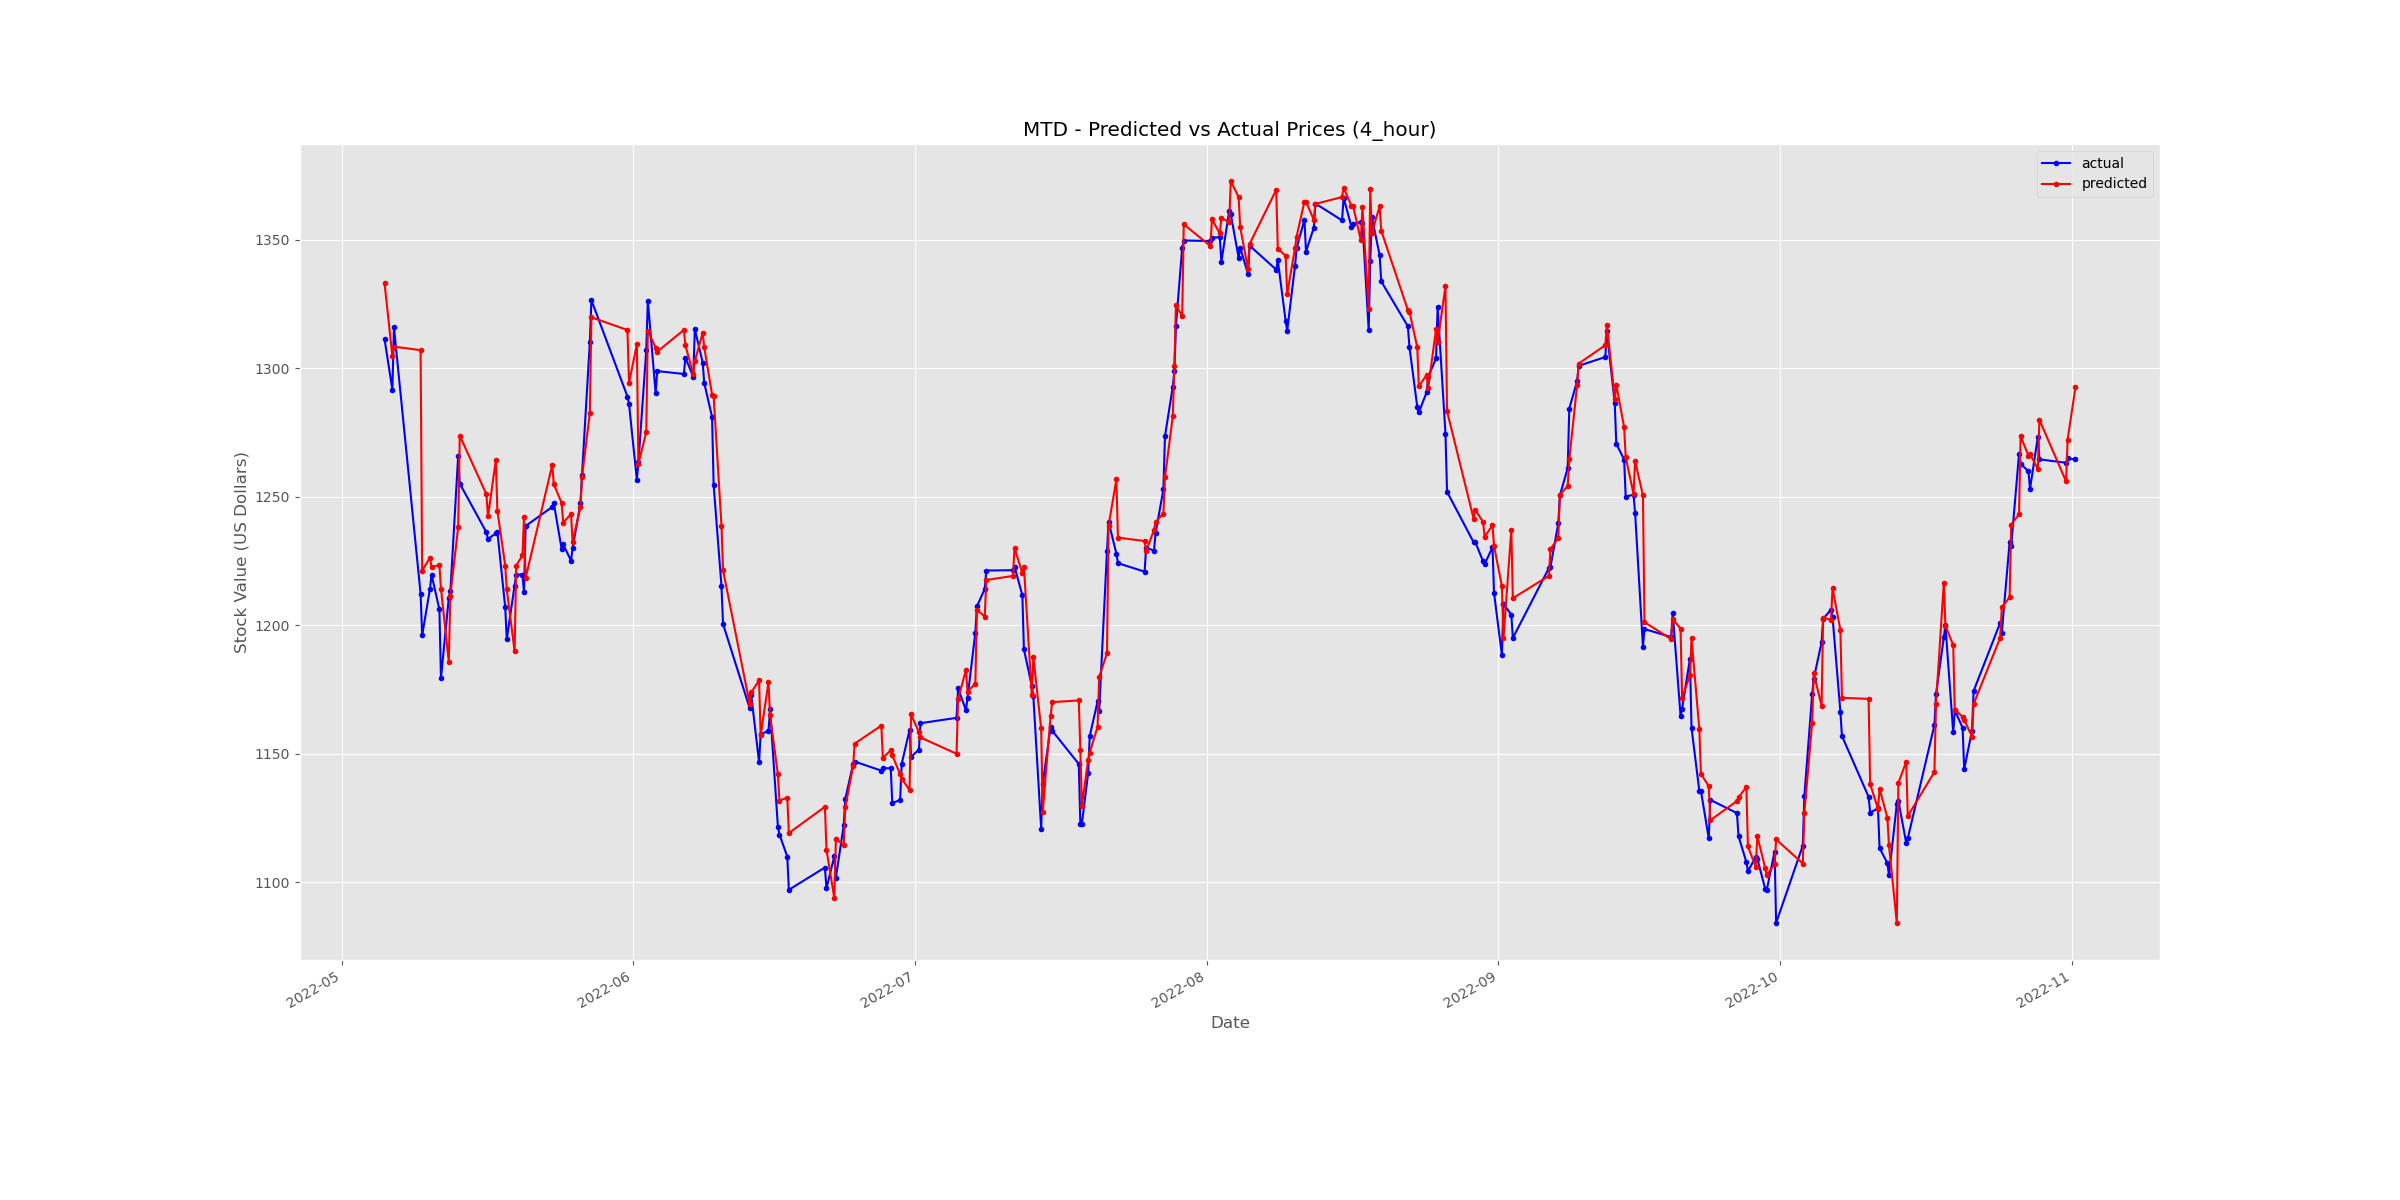 MTD - Predicted vs Actual Prices (4_hour)
actual
predicted
Stock Value (US Dollars)
1350
1300
1250
1200
1150
1100
2022-05
2022-06
2022-07
2022-08
2022-09
2022-10
2022-11
Date